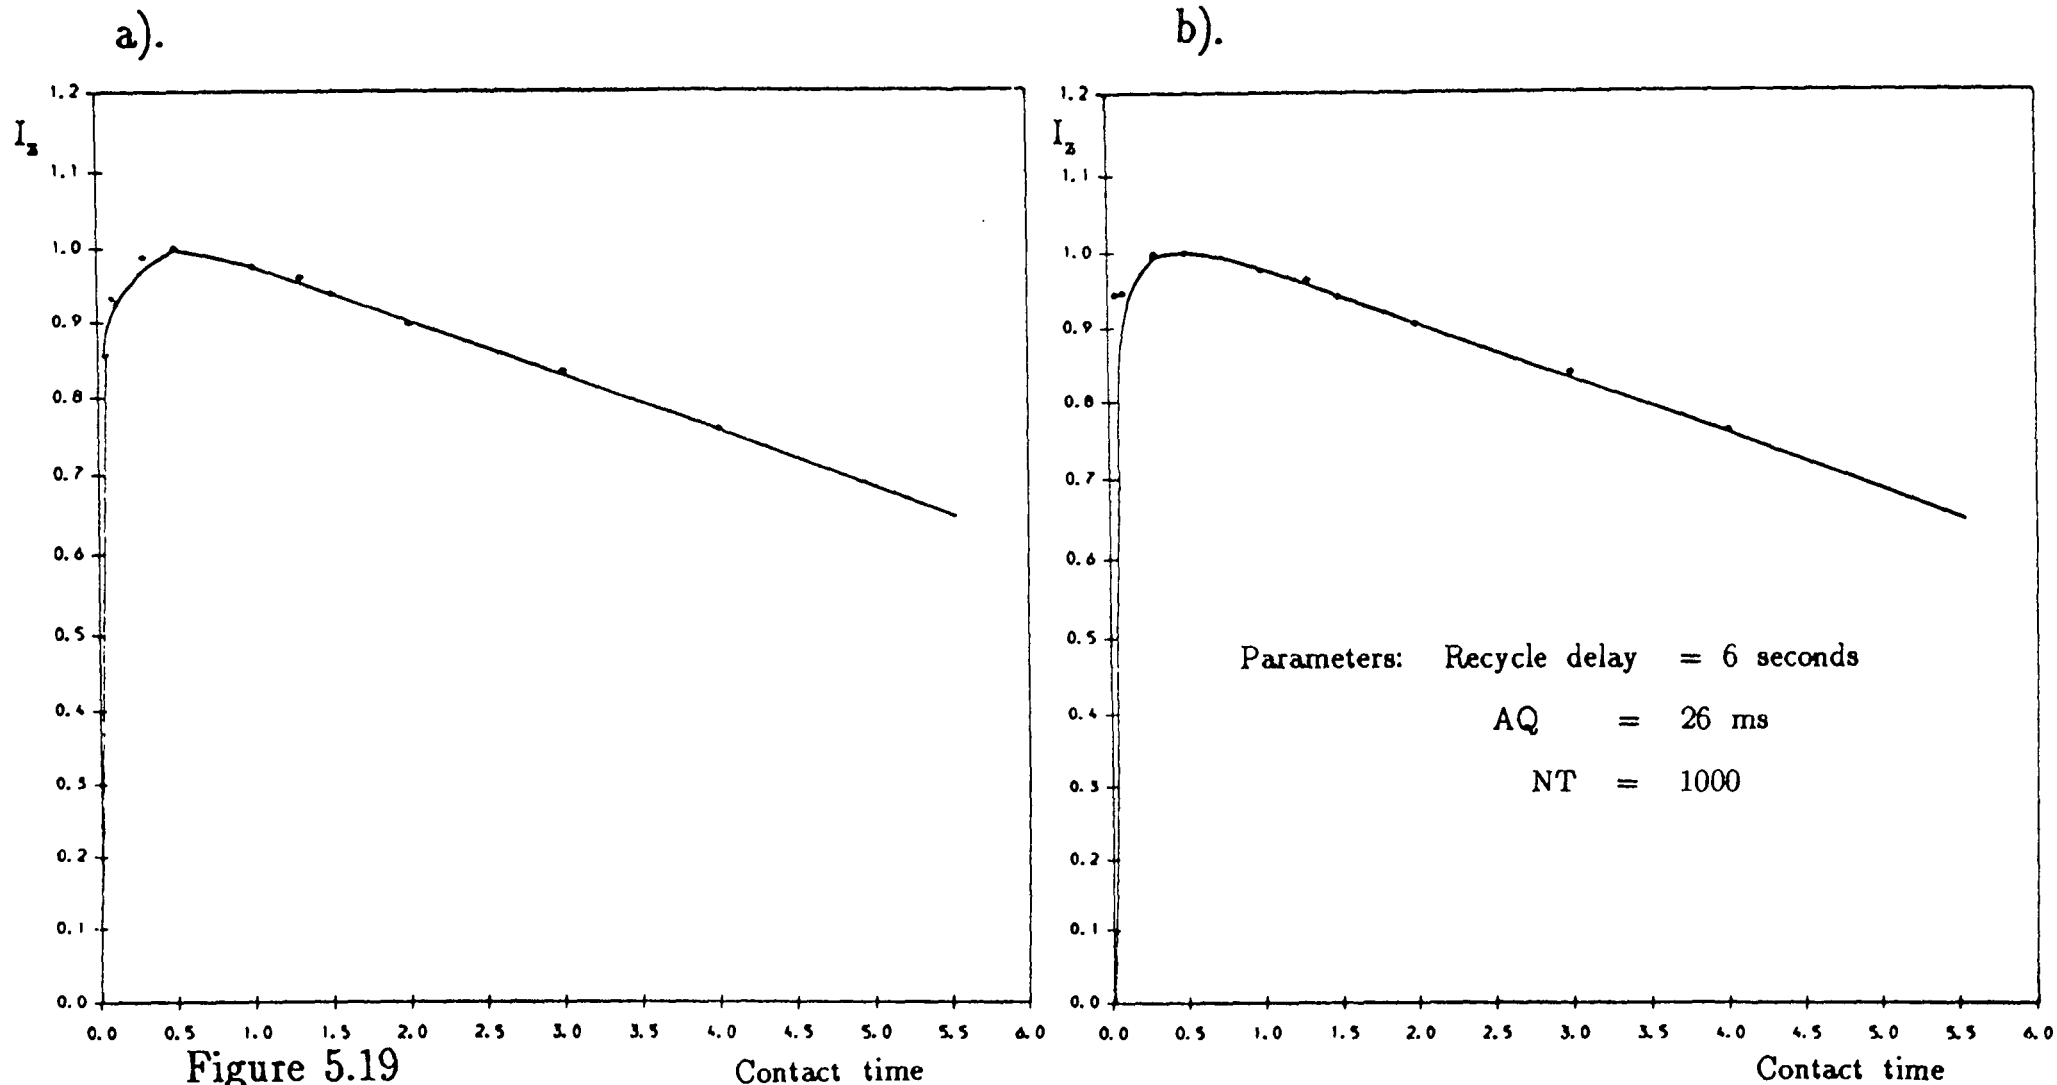 a).
b).
I_z
1.2
1.1
1.0
0.9
0.8
0.7
0.6
0.5
0.4
0.3
0.2
0.1
0.0
0.0 0.5 1.0 1.5 2.0 2.5 3.0 3.5 4.0 4.5 5.0 5.5 6.0
Figure 5.19
Contact time
I_z
1.2
1.1
1.0
0.9
0.8
0.7
0.6
0.5
0.4
0.3
0.2
0.1
0.0
Parameters: Recycle delay = 6 seconds
AQ = 26 ms
NT = 1000
0.0 0.5 1.0 1.5 2.0 2.5 3.0 3.5 4.0 4.5 5.0 5.5 6.0
Contact time